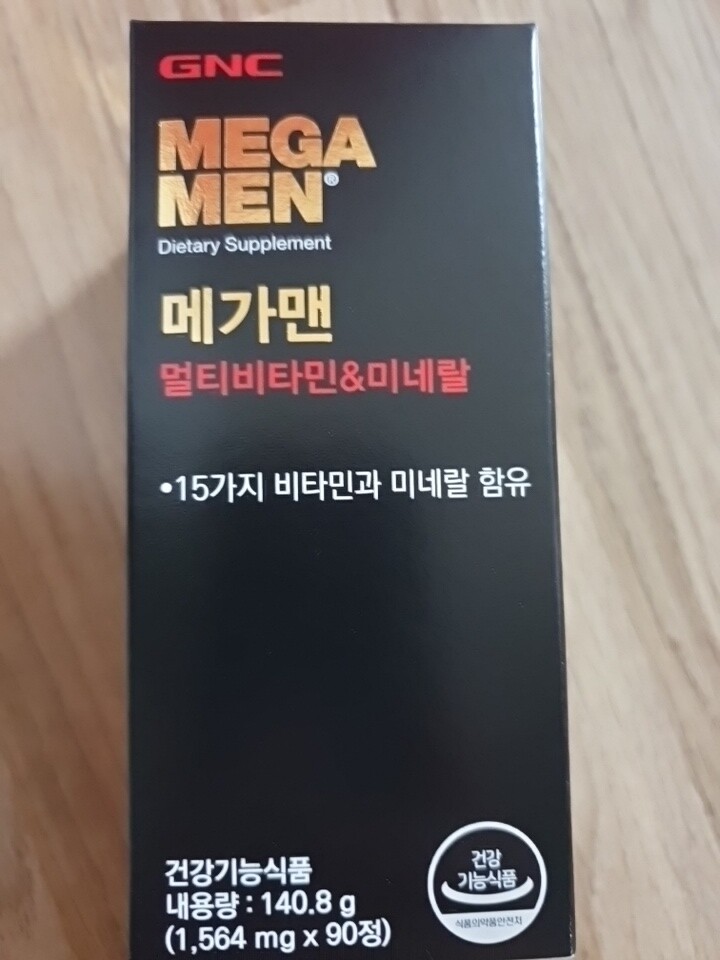 GNC
MEGA
MEN®
Dietary Supplement
메가맨
멀티비타민&미네랄
•15가지 비타민과 미네랄 함유
건강기능식품
내용량 : 140.8 g
(1,564 mg x 90정)
건강
기능식품
식품의약품안전처